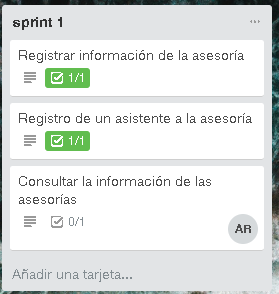 sprint 1
Registrar información de la asesoría
1/1
Registro de un asistente a la asesoría
1/1
Consultar la información de las
asesorías
0/1
AR
Añadir una tarjeta...